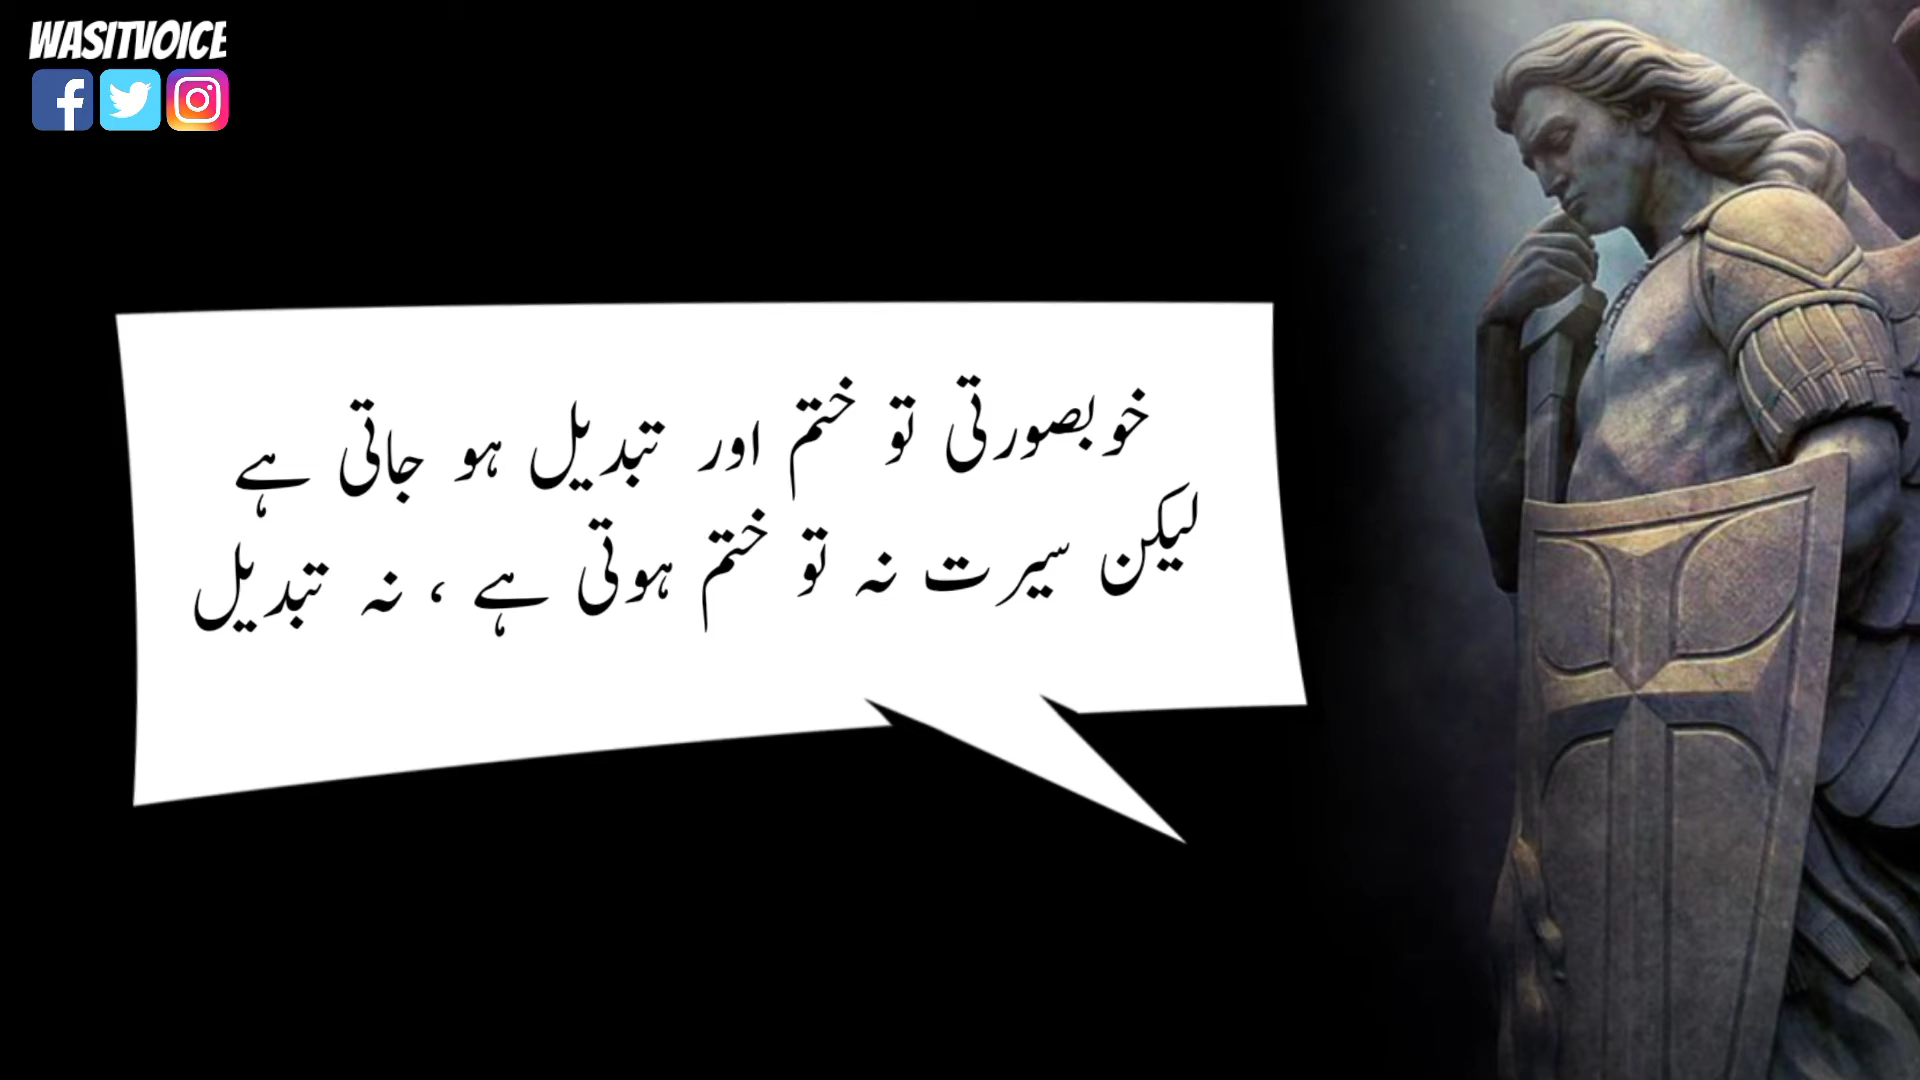 WASITVOICE
خوبصورتی تو ختم اور تبدیل ہو جاتی ہے
لیکن سیرت نہ تو ختم ہوتی ہے ، نہ تبدیل